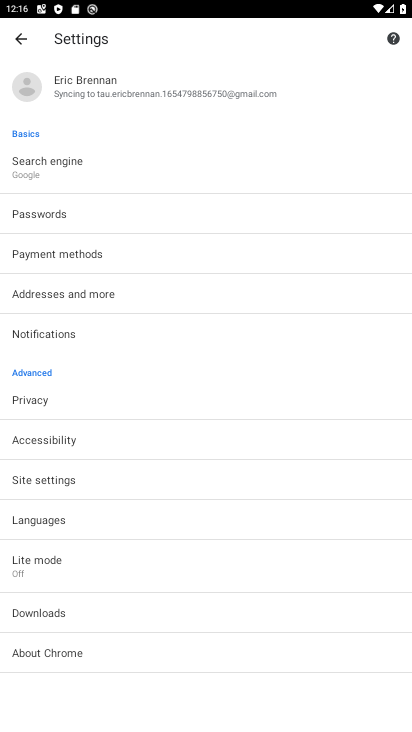 12:16
Settings
Eric Brennan
Syncing to tau.ericbrennan.1654798856750@gmail.com
Basics
Search engine
Google
Passwords
Payment methods
Addresses and more
Notifications
Advanced
Privacy
Accessibility
Site settings
Languages
Lite mode
Off
Downloads
About Chrome